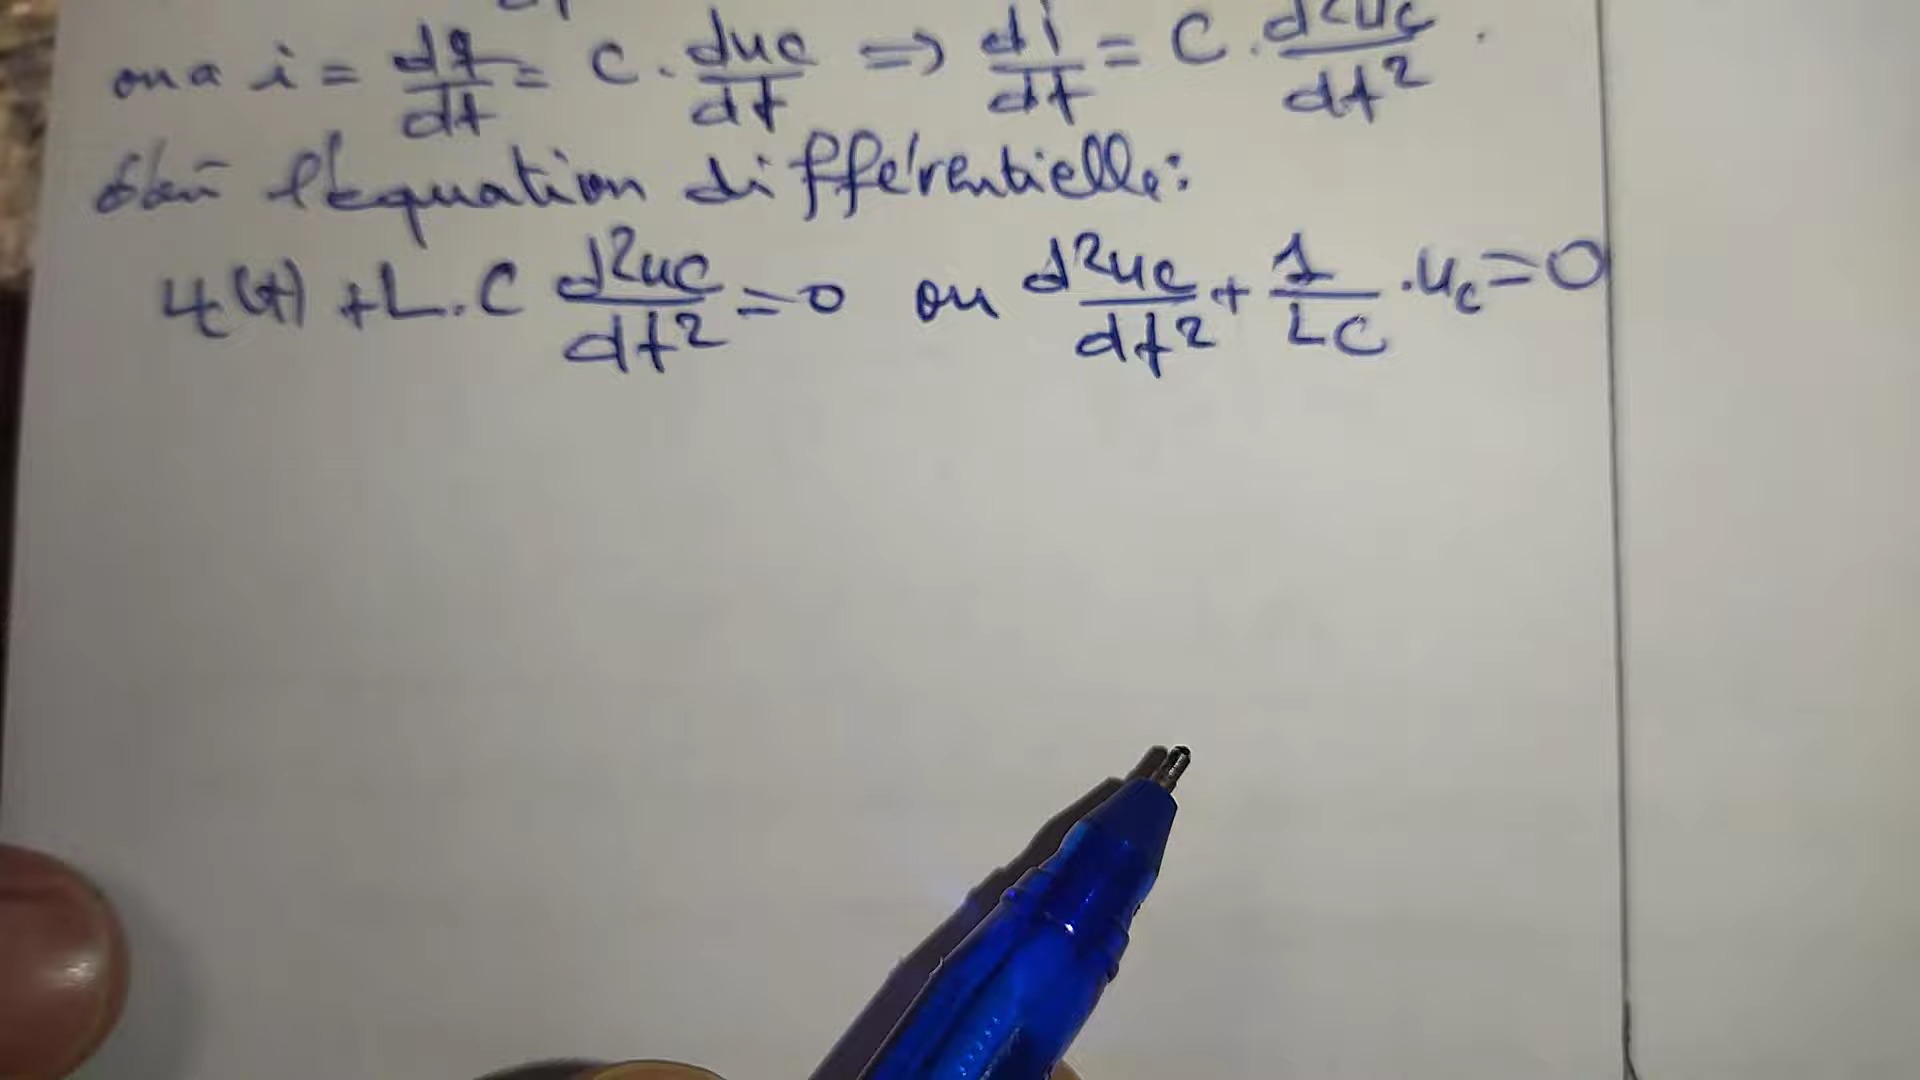 on a i = dq/dt = C . duc/dt => di/dt = C . d²uc/dt² .
l'équation différentielle:
uc(t) + L.C d²uc/dt² = 0 ou d²uc/dt² + 1/LC .uc = 0